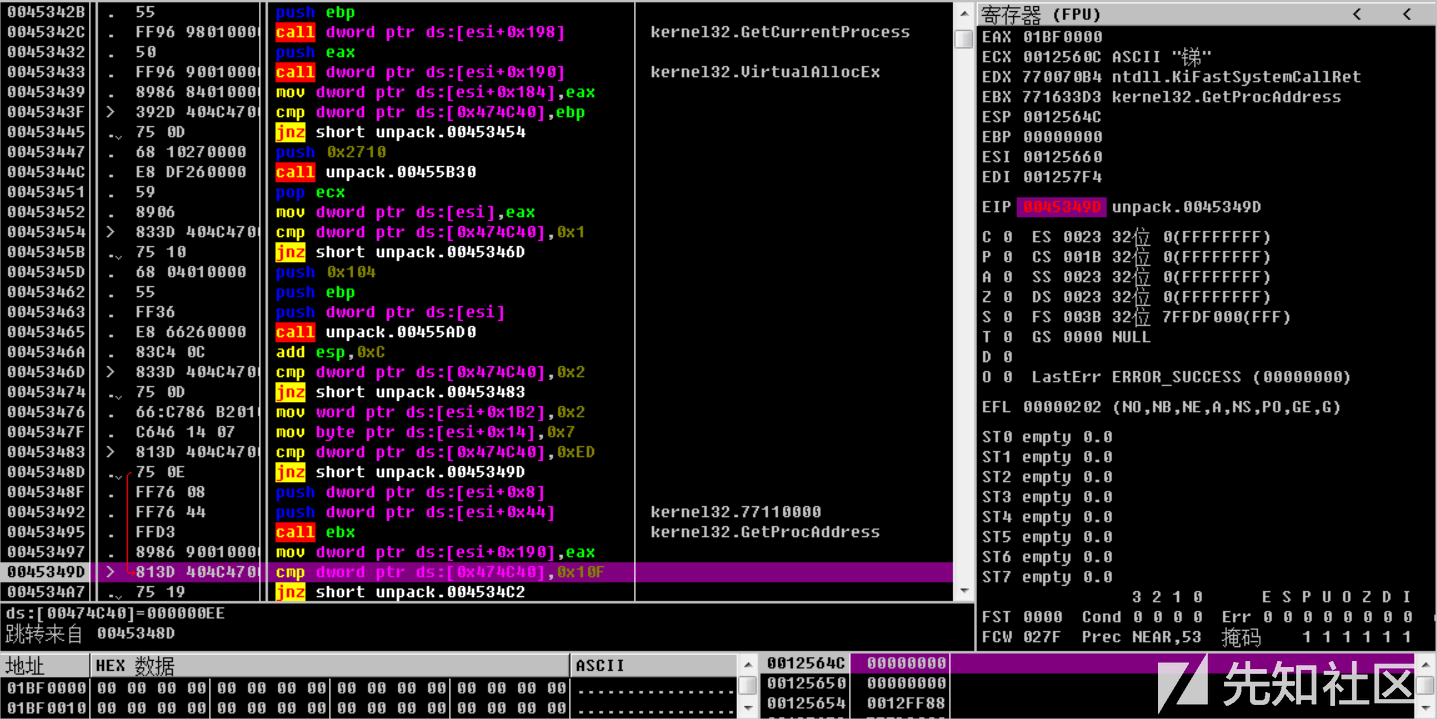 0045342B . 55 push ebp
0045342C . FF96 98010000 call dword ptr ds:[esi+0x198] kernel32.GetCurrentProcess
00453432 . 50 push eax
00453433 . FF96 90010000 call dword ptr ds:[esi+0x190] kernel32.VirtualAllocEx
00453439 . 8986 84010000 mov dword ptr ds:[esi+0x184],eax
0045343F > 392D 404C4700 cmp dword ptr ds:[0x474C40],ebp
00453445 . 75 0D jnz short unpack.00453454
00453447 . 68 10270000 push 0x2710
0045344C . E8 DF260000 call unpack.00455B30
00453451 . 59 pop ecx
00453452 . 8906 mov dword ptr ds:[esi],eax
00453454 > 833D 404C4700 cmp dword ptr ds:[0x474C40],0x1
0045345B . 75 10 jnz short unpack.0045346D
0045345D . 68 04010000 push 0x104
00453462 . 55 push ebp
00453463 . FF36 push dword ptr ds:[esi]
00453465 . E8 66260000 call unpack.00455AD0
0045346A . 83C4 0C add esp,0xC
0045346D > 833D 404C4700 cmp dword ptr ds:[0x474C40],0x2
00453474 . 75 0D jnz short unpack.00453483
00453476 . 66:C786 B2010 mov word ptr ds:[esi+0x1B2],0x2
0045347F . C646 14 07 mov byte ptr ds:[esi+0x14],0x7
00453483 > 813D 404C4700 cmp dword ptr ds:[0x474C40],0xED
0045348D . 75 0E jnz short unpack.0045349D
0045348F . FF76 08 push dword ptr ds:[esi+0x8]
00453492 . FF76 44 push dword ptr ds:[esi+0x44] kernel32.77110000
00453495 . FFD3 call ebx kernel32.GetProcAddress
00453497 . 8986 90010000 mov dword ptr ds:[esi+0x190],eax
0045349D > 813D 404C4700 cmp dword ptr ds:[0x474C40],0x10F
004534A7 . 75 19 jnz short unpack.004534C2
ds:[00474C40]=000000EE
跳转来自 0045348D
寄存器 (FPU) < <
EAX 01BF0000
ECX 0012560C ASCII "锑"
EDX 770070B4 ntdll.KiFastSystemCallRet
EBX 771633D3 kernel32.GetProcAddress
ESP 0012564C
EBP 00000000
ESI 00125660
EDI 001257F4
EIP 0045349D unpack.0045349D
C 0 ES 0023 32位 0(FFFFFFFF)
P 0 CS 001B 32位 0(FFFFFFFF)
A 0 SS 0023 32位 0(FFFFFFFF)
Z 0 DS 0023 32位 0(FFFFFFFF)
S 0 FS 003B 32位 7FFDF000(FFF)
T 0 GS 0000 NULL
D 0
O 0 LastErr ERROR_SUCCESS (00000000)
EFL 00000202 (NO,NB,NE,A,NS,PO,GE,G)
ST0 empty 0.0
ST1 empty 0.0
ST2 empty 0.0
ST3 empty 0.0
ST4 empty 0.0
ST5 empty 0.0
ST6 empty 0.0
ST7 empty 0.0
3 2 1 0 E S P U O Z D I
FST 0000 Cond 0 0 0 0 Err 0 0 0 0 0 0 0 0
FCW 027F Prec NEAR,53 掩码 1 1 1 1 1 1
地址 HEX 数据 ASCII
01BF0000 00 00 00 00 00 00 00 00 00 00 00 00 00 00 00 00 ................
01BF0010 00 00 00 00 00 00 00 00 00 00 00 00 00 00 00 00 ................
0012564C 00000000
00125650 00000000
00125654 0012FF88
先知社区